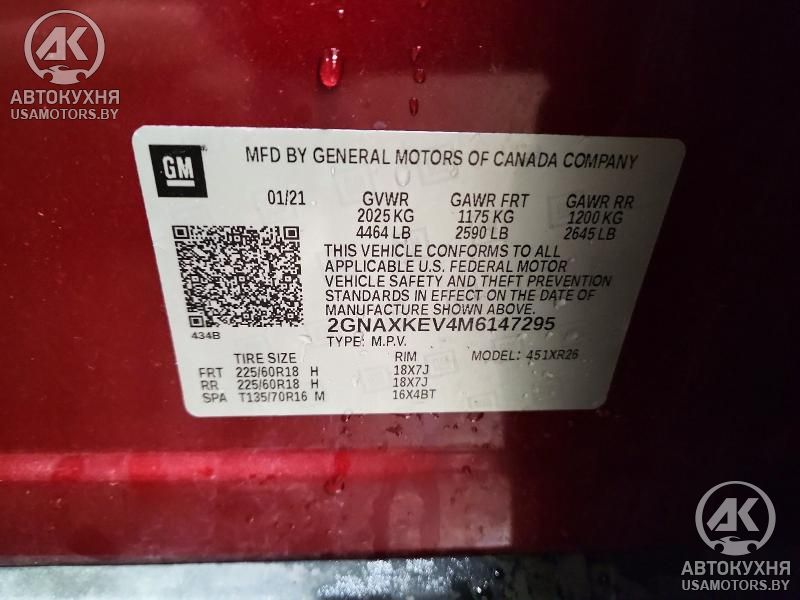 АК
АВТОКУХНЯ
USAMOTORS.BY
GM
MFD BY GENERAL MOTORS OF CANADA COMPANY
01/21 GVWR GAWR FRT GAWR RR
2025 KG 1175 KG 1200 KG
4464 LB 2590 LB 2645 LB
THIS VEHICLE CONFORMS TO ALL
APPLICABLE U.S. FEDERAL MOTOR
VEHICLE SAFETY AND THEFT PREVENTION
STANDARDS IN EFFECT ON THE DATE OF
MANUFACTURE SHOWN ABOVE.
434B
2GNAXKEV4M6147295
TYPE: M.P.V. MODEL: 451XR26
TIRE SIZE RIM
FRT 225/60R18 H 18X7J
RR 225/60R18 H 18X7J
SPA T135/70R16 M 16X4BT
АК
АВТОКУХНЯ
USAMOTORS.BY